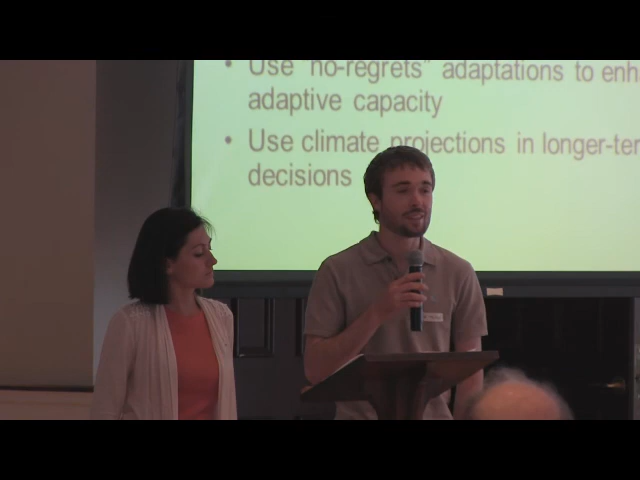 • Use "no-regrets" adaptations to enh
adaptive capacity
• Use climate projections in longer-ter
decisions